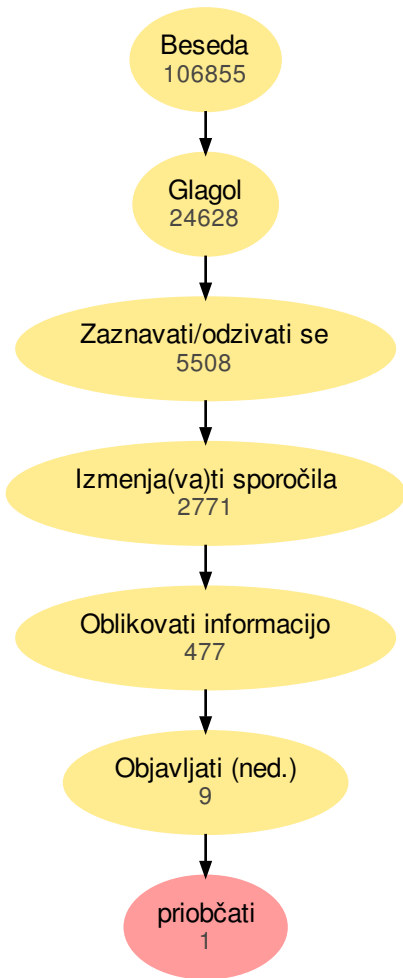 Beseda
106855
Glagol
24628
Zaznavati/odzivati se
5508
Izmenja(va)ti sporočila
2771
Oblikovati informacijo
477
Objavljati (ned.)
9
priobčati
1